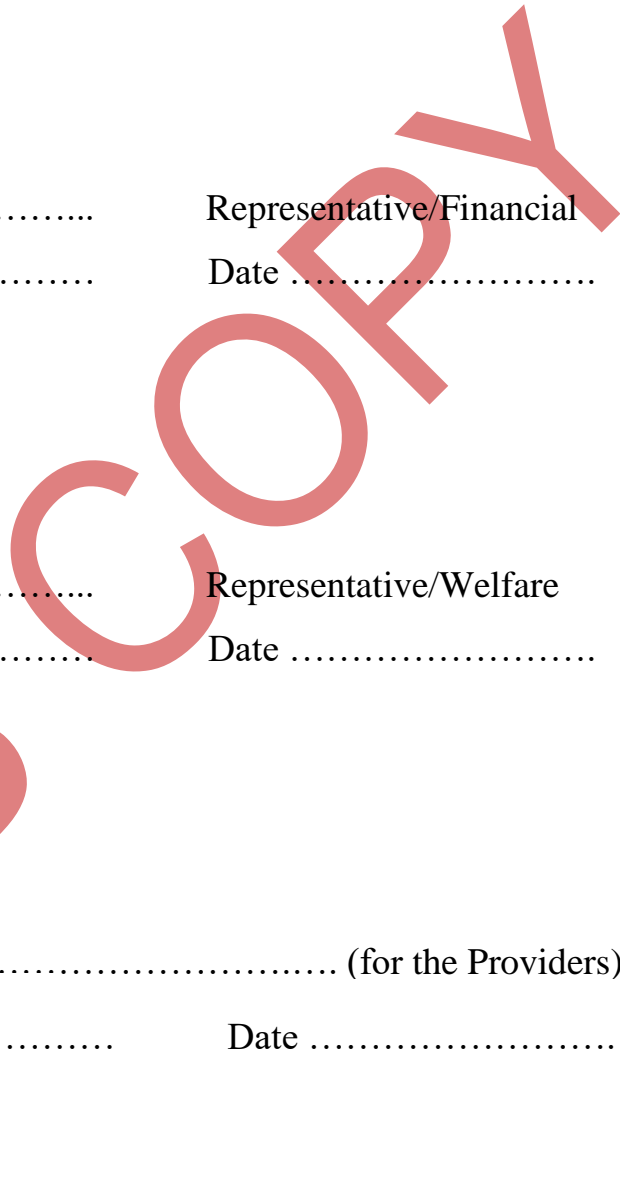 ……... Representative/Financial
……… Date …………………….
COPY
……... Representative/Welfare
……… Date …………………….
……………………….…. (for the Providers)
……… Date …………………….